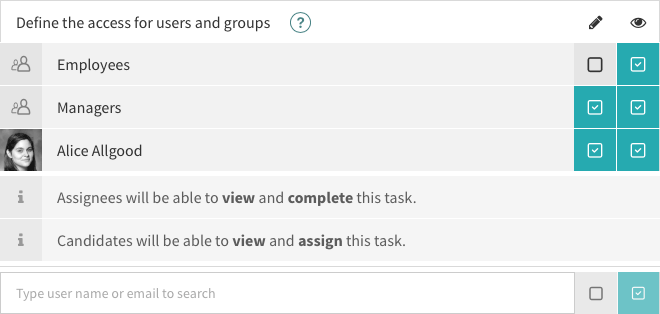 Define the access for users and groups ?
Employees
Managers
Alice Allgood
i Assignees will be able to view and complete this task.
i Candidates will be able to view and assign this task.
Type user name or email to search